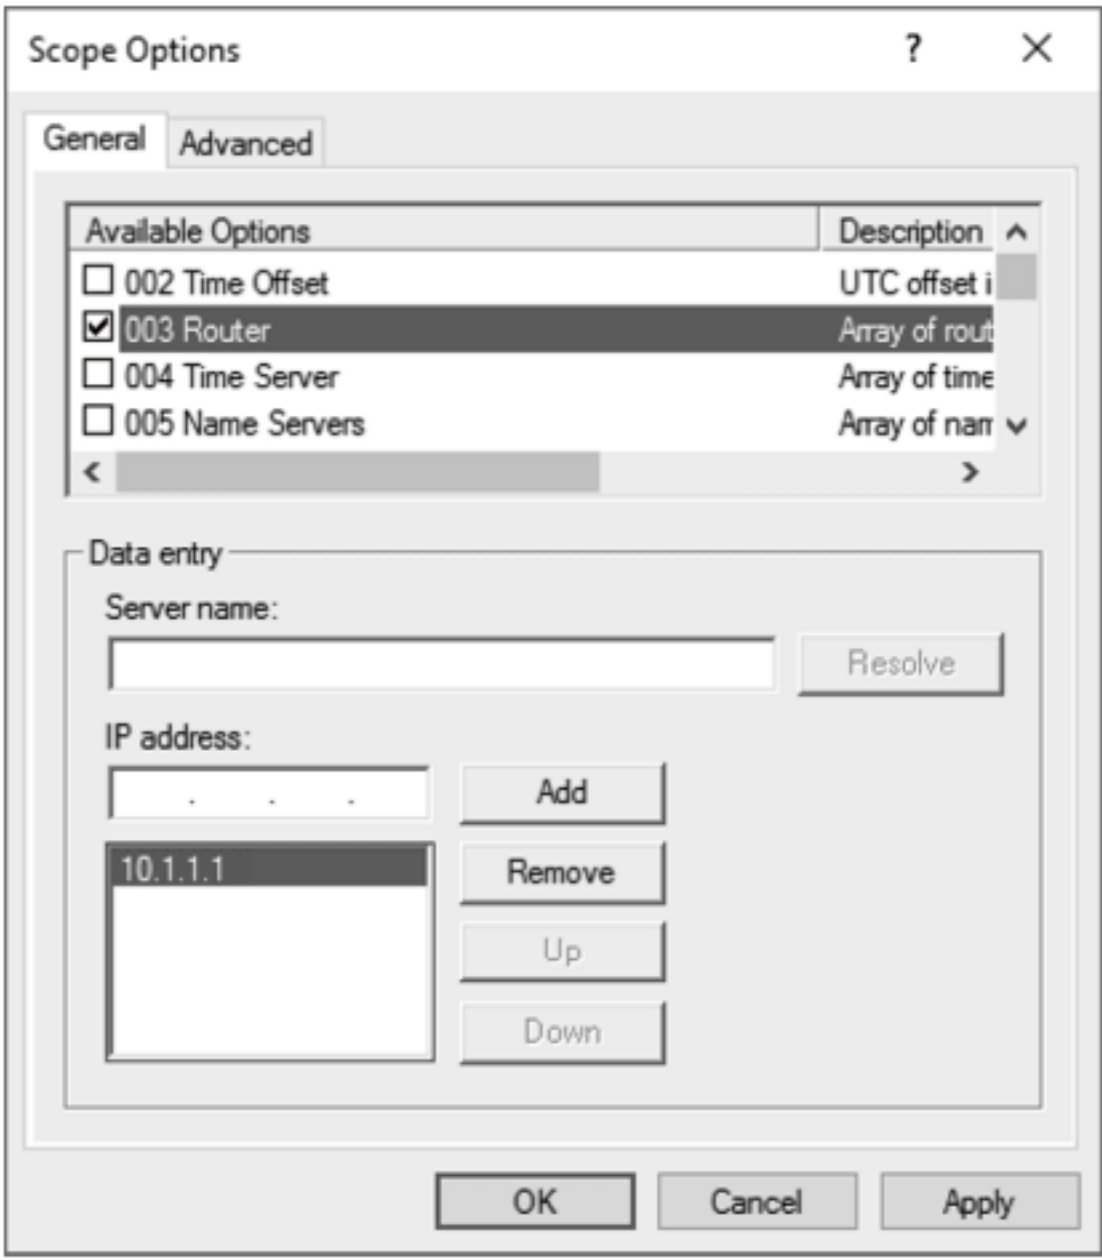 Scope Options ?
General Advanced
Available Options Description
002 Time Offset UTC offset i
003 Router Array of rout
004 Time Server Array of time
005 Name Servers Array of nam
Data entry
Server name:
Resolve
IP address:
. . . Add
10.1.1.1 Remove
Up
Down
OK Cancel Apply